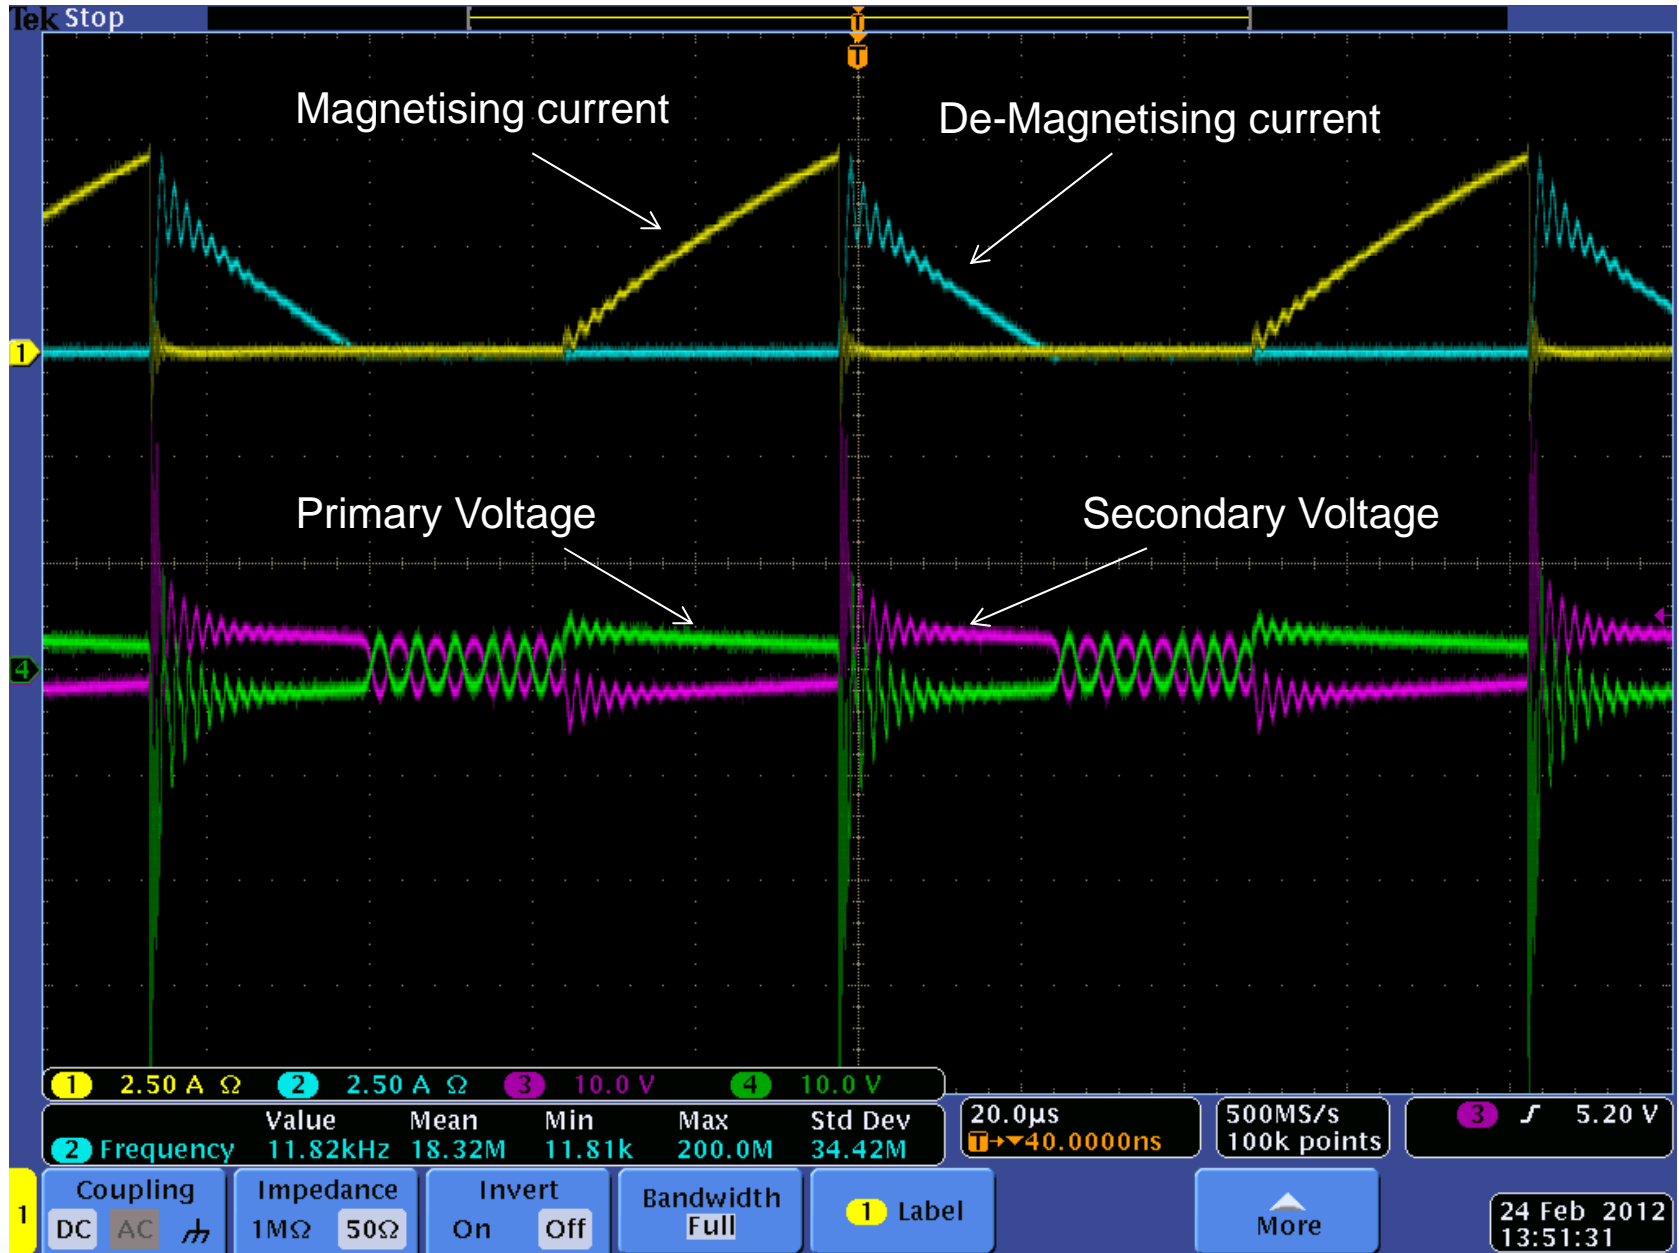 Tek Stop
T
T
Magnetising current
De-Magnetising current
1
Primary Voltage
Secondary Voltage
4
1 2.50 A Ω 2 2.50 A Ω 3 10.0 V 4 10.0 V
Value Mean Min Max Std Dev
2 Frequency 11.82kHz 18.32M 11.81k 200.0M 34.42M
20.0µs
T→▼40.0000ns
500MS/s
100k points
3 5.20 V
1
Coupling
DC AC
Impedance
1MΩ 50Ω
Invert
On Off
Bandwidth
Full
1 Label
More
24 Feb 2012
13:51:31